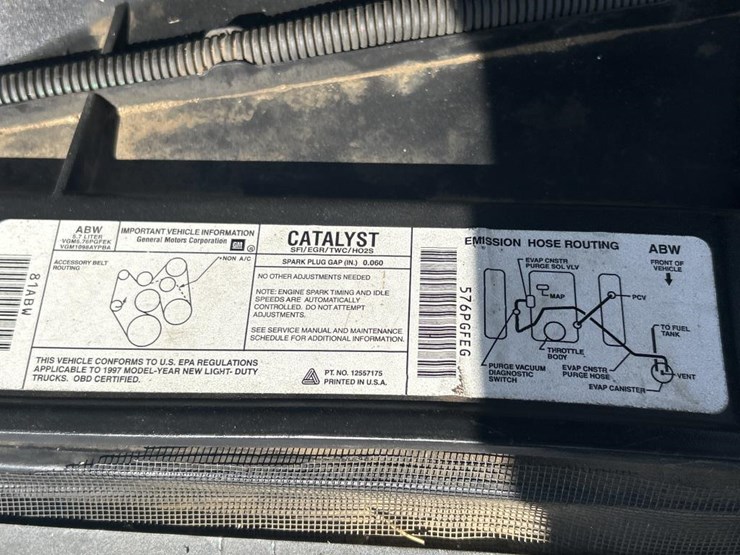 81ABW
ABW
5.7 LITER
VGM5.7GPGFEK
VGM1098AYPBA
IMPORTANT VEHICLE INFORMATION
General Motors Corporation GM
ACCESSORY BELT
ROUTING
NON A/C
CATALYST
SFI/EGR/TWC/HO2S
SPARK PLUG GAP (IN.) 0.060
NO OTHER ADJUSTMENTS NEEDED
NOTE: ENGINE SPARK TIMING AND IDLE
SPEEDS ARE AUTOMATICALLY
CONTROLLED. DO NOT ATTEMPT
ADJUSTMENTS.
SEE SERVICE MANUAL AND MAINTENANCE
SCHEDULE FOR ADDITIONAL INFORMATION.
THIS VEHICLE CONFORMS TO U.S. EPA REGULATIONS
APPLICABLE TO 1997 MODEL-YEAR NEW LIGHT- DUTY
TRUCKS. OBD CERTIFIED.
PT. NO. 12557175
PRINTED IN U.S.A.
576PGFEG
EMISSION HOSE ROUTING
ABW
FRONT OF
VEHICLE
EVAP CNSTR
PURGE SOL VLV
MAP
PCV
THROTTLE
BODY
TO FUEL
TANK
PURGE VACUUM
DIAGNOSTIC
SWITCH
EVAP CNSTR
PURGE HOSE
VENT
EVAP CANISTER